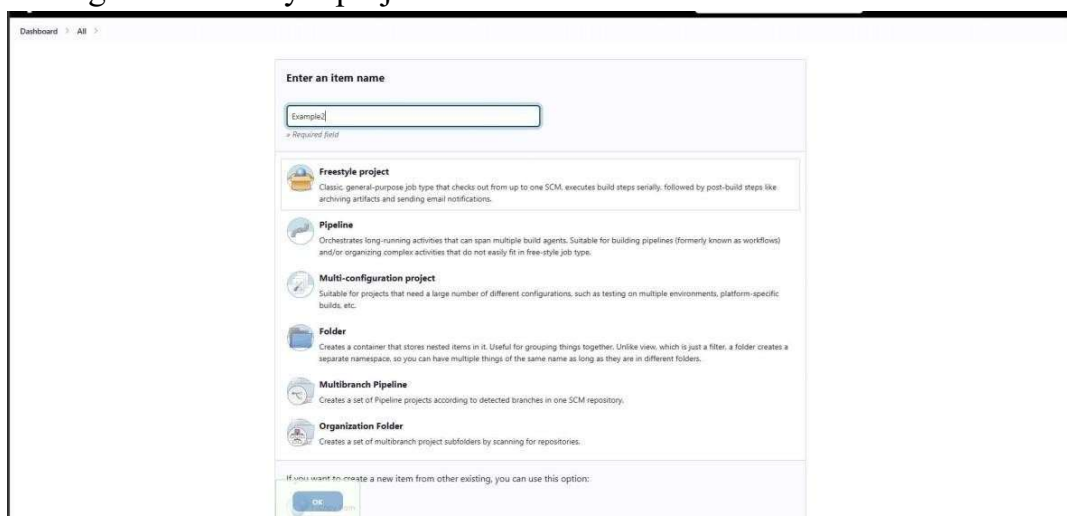 Dashboard > All >
Enter an item name
Example2
» Required field
Freestyle project
Classic, general-purpose job type that checks out from up to one SCM, executes build steps serially, followed by post-build steps like
archiving artifacts and sending email notifications.
Pipeline
Orchestrates long-running activities that can span multiple build agents. Suitable for building pipelines (formerly known as workflows)
and/or organizing complex activities that do not easily fit in free-style job type.
Multi-configuration project
Suitable for projects that need a large number of different configurations, such as testing on multiple environments, platform-specific
builds, etc.
Folder
Creates a container that stores nested items in it. Useful for grouping things together. Unlike view, which is just a filter, a folder creates a
separate namespace, so you can have multiple things of the same name as long as they are in different folders.
Multibranch Pipeline
Creates a set of Pipeline projects according to detected branches in one SCM repository.
Organization Folder
Creates a set of multibranch project subfolders by scanning for repositories.
If you want to create a new item from other existing, you can use this option:
OK